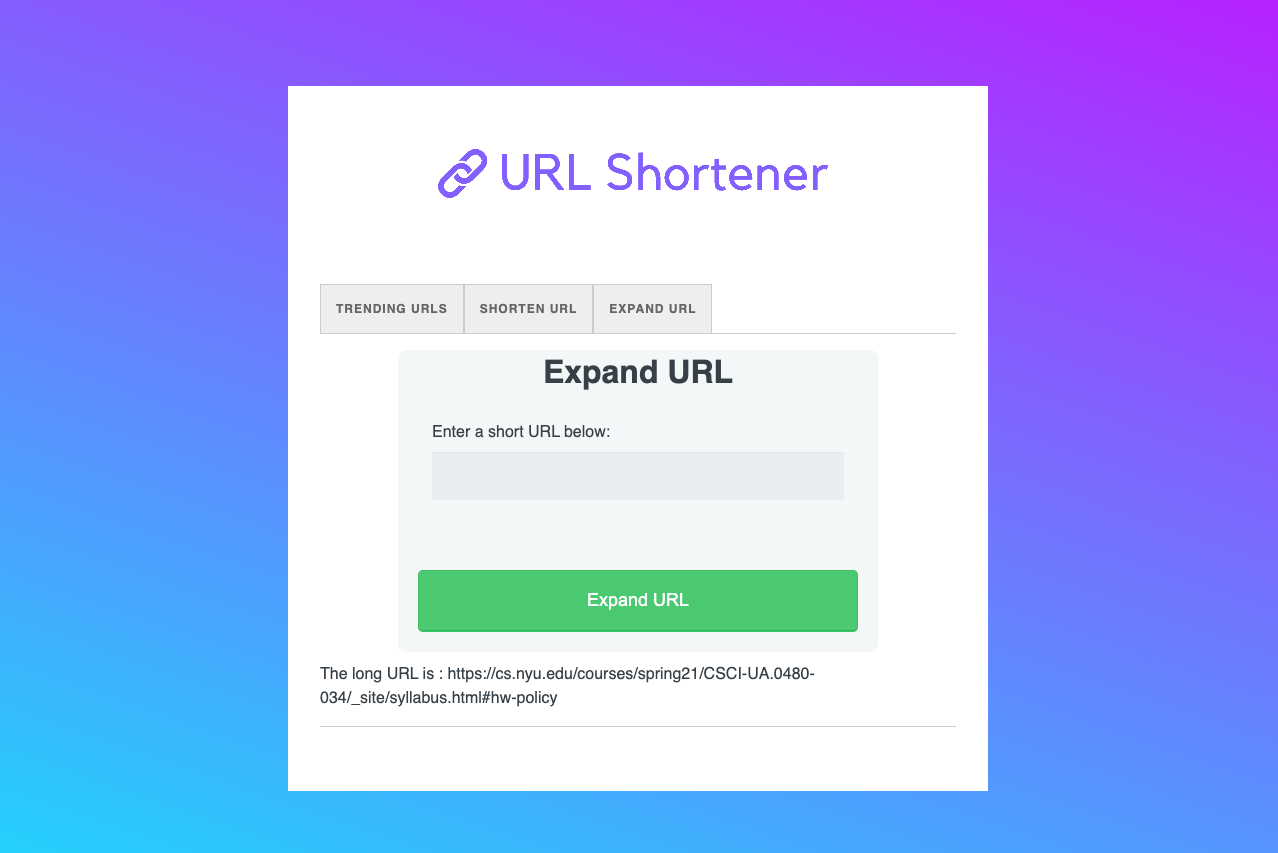 URL Shortener
TRENDING URLS
SHORTEN URL
EXPAND URL
Expand URL
Enter a short URL below:
Expand URL
The long URL is : https://cs.nyu.edu/courses/spring21/CSCI-UA.0480-
034/_site/syllabus.html#hw-policy